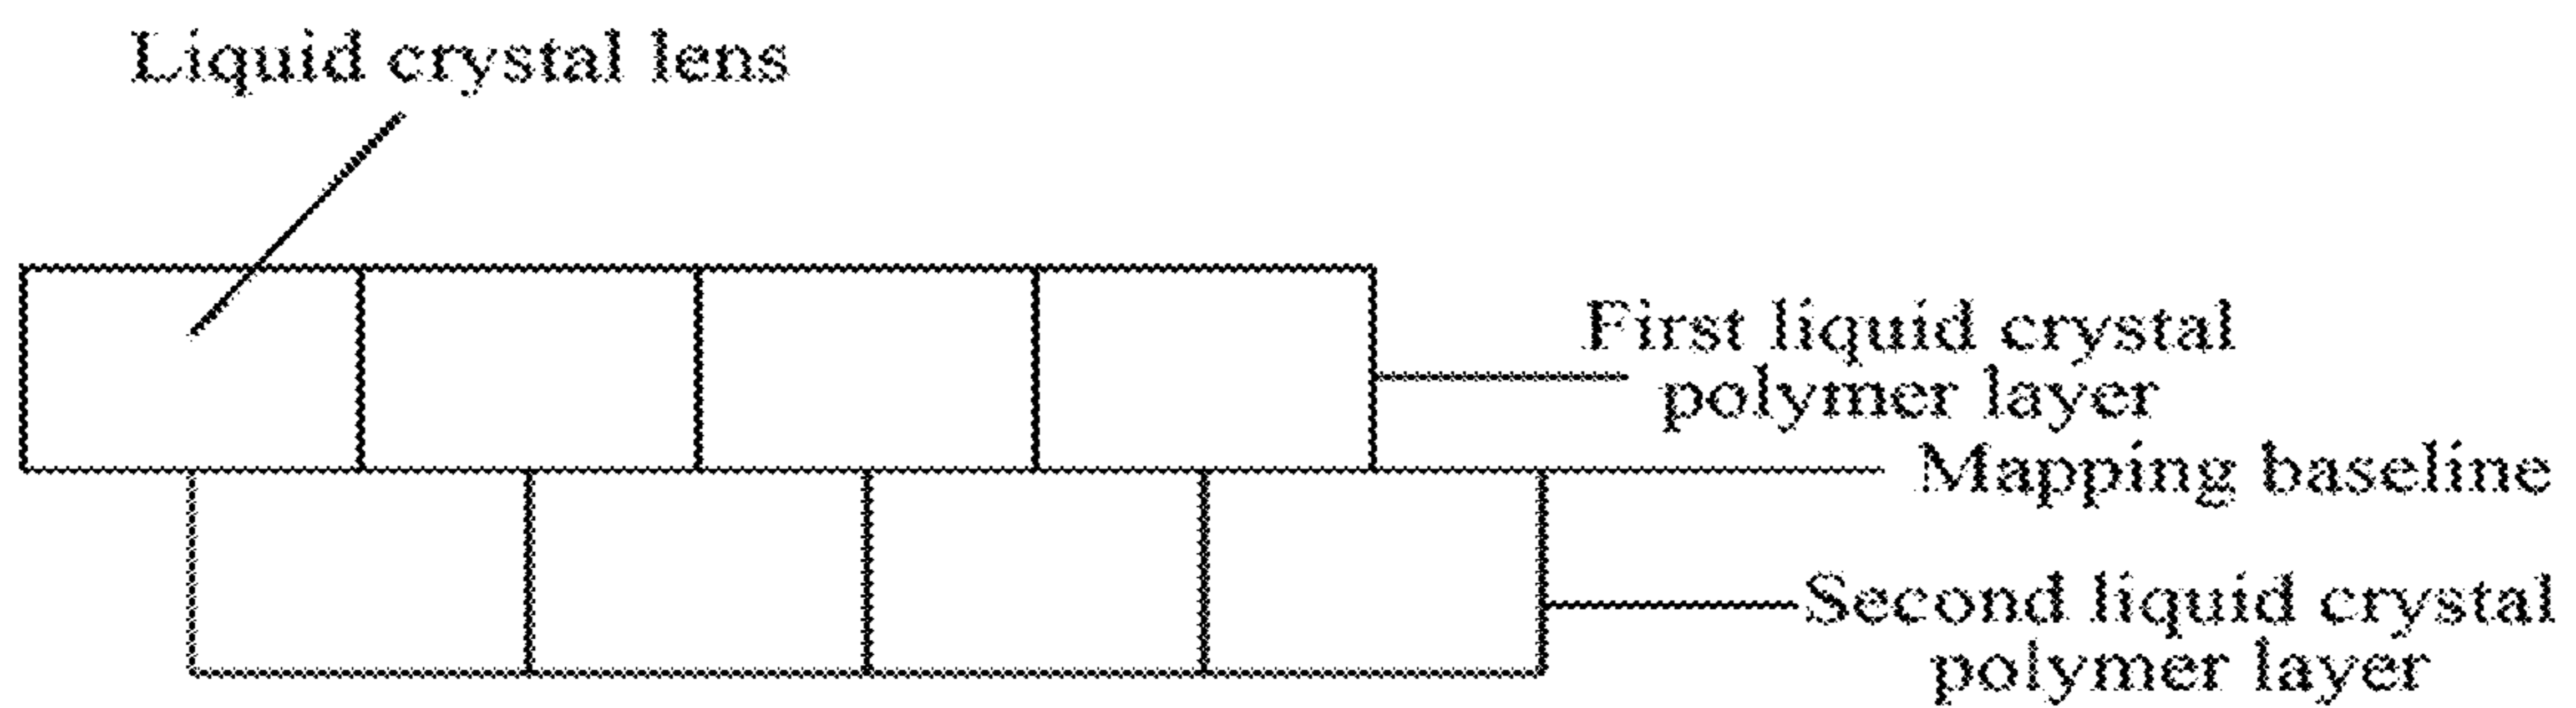 Liquid crystal lens
First liquid crystal
polymer layer
Mapping baseline
Second liquid crystal
polymer layer